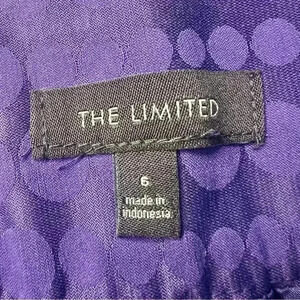 THE LIMITED
6
made in
indonesia